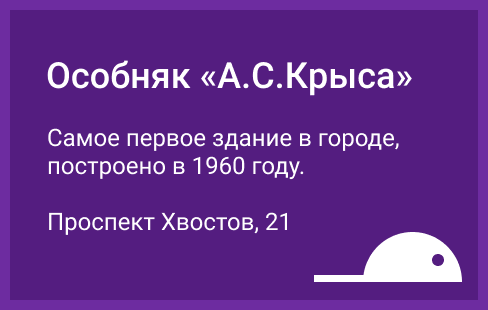 Особняк «А.С.Крыса»
Самое первое здание в городе,
построено в 1960 году.
Проспект Хвостов, 21